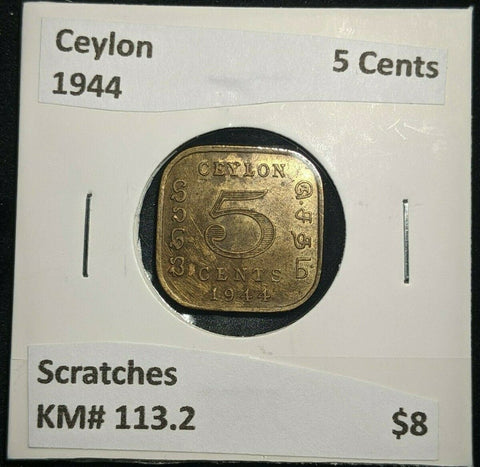 Ceylon
5 Cents
1944
CEYLON
5
CENTS
1944
Scratches
KM# 113.2
$8